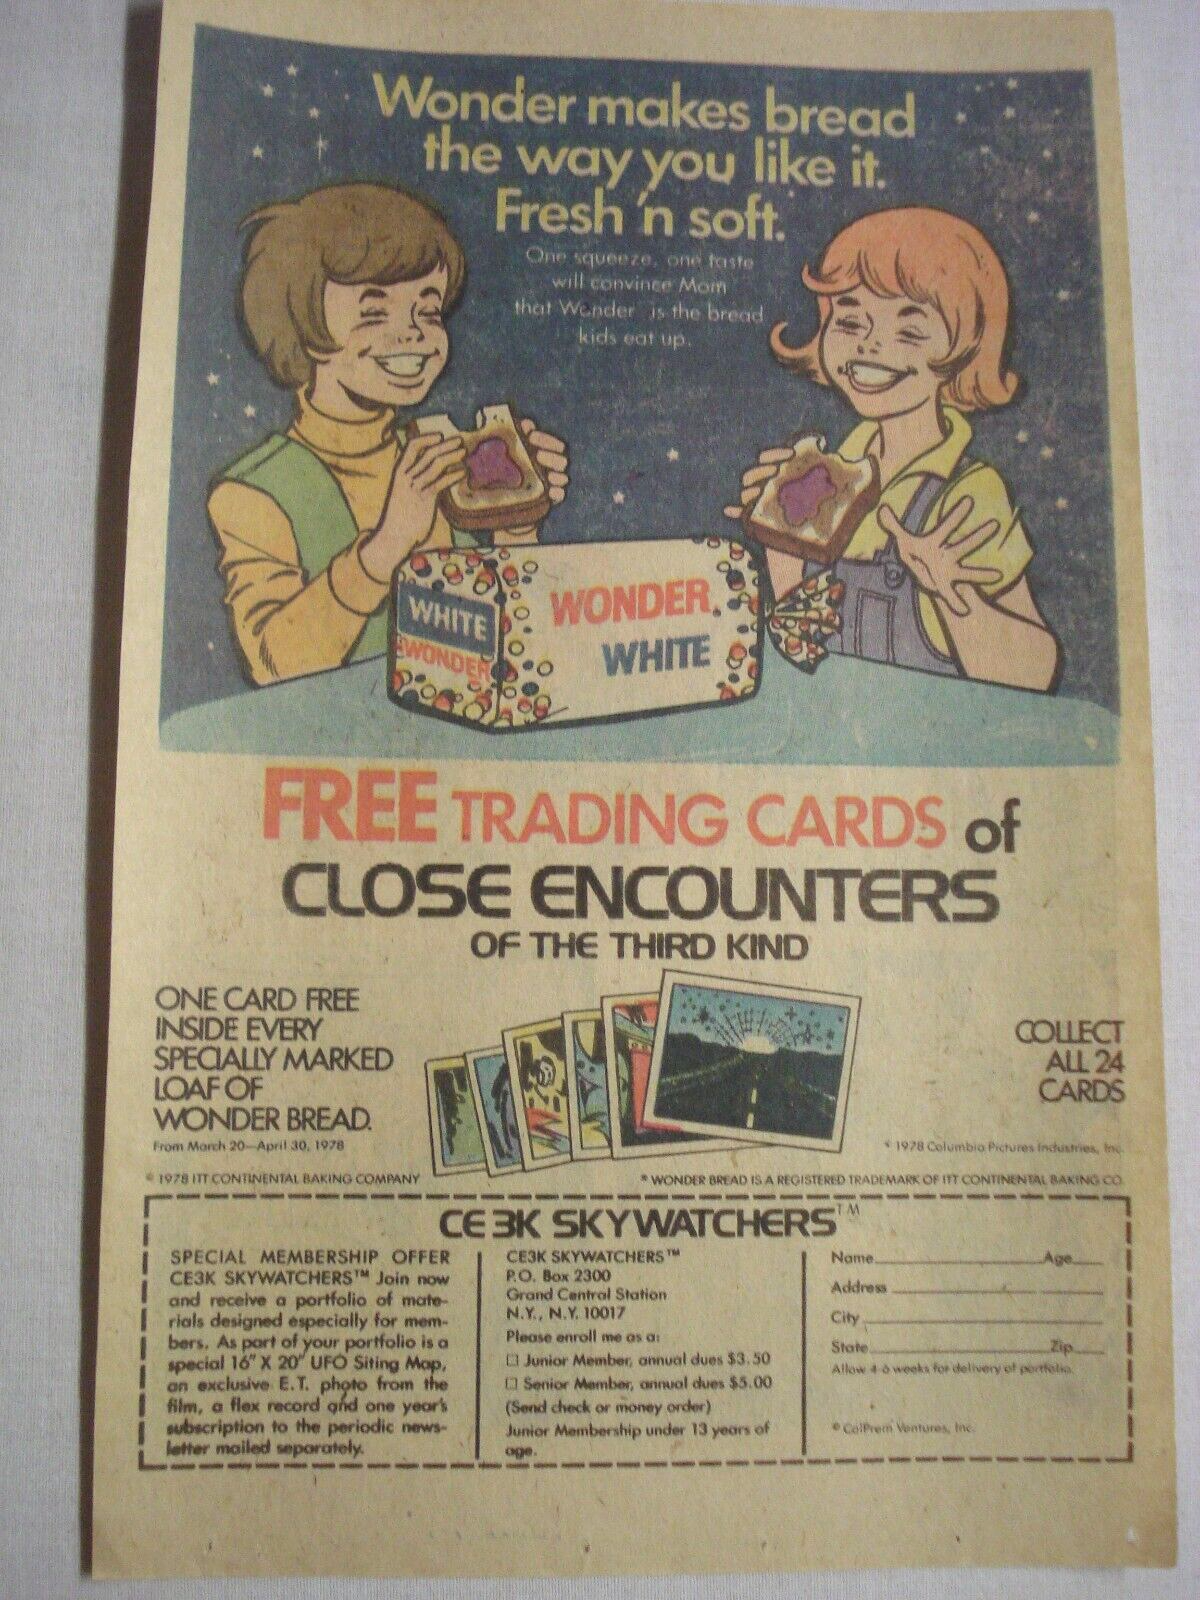 Wonder makes bread
the way you like it.
Fresh 'n soft.
One squeeze, one taste
will convince Mom
that Wonder is the bread
kids eat up.
WHITE
WONDER
WONDER
WHITE
FREE TRADING CARDS of
CLOSE ENCOUNTERS
OF THE THIRD KIND
ONE CARD FREE
INSIDE EVERY
SPECIALLY MARKED
LOAF OF
WONDER BREAD.
From March 20—April 30, 1978
COLLECT
ALL 24
CARDS
© 1978 Columbia Pictures Industries, Inc.
© 1978 ITT CONTINENTAL BAKING COMPANY
® WONDER BREAD IS A REGISTERED TRADEMARK OF ITT CONTINENTAL BAKING CO.
CE3K SKYWATCHERS™
SPECIAL MEMBERSHIP OFFER
CE3K SKYWATCHERS™ Join now
and receive a portfolio of mate-
rials designed especially for mem-
bers. As part of your portfolio is a
special 16" X 20" UFO Siting Map,
an exclusive E.T. photo from the
film, a flex record and one year's
subscription to the periodic news-
letter mailed separately.
CE3K SKYWATCHERS™
P.O. Box 2300
Grand Central Station
N.Y., N.Y. 10017
Please enroll me as a:
☐ Junior Member, annual dues $3.50
☐ Senior Member, annual dues $5.00
(Send check or money order)
Junior Membership under 13 years of
age.
Name Age
Address
City
State Zip
Allow 4-6 weeks for delivery of portfolio.
© ColPrem Ventures, Inc.